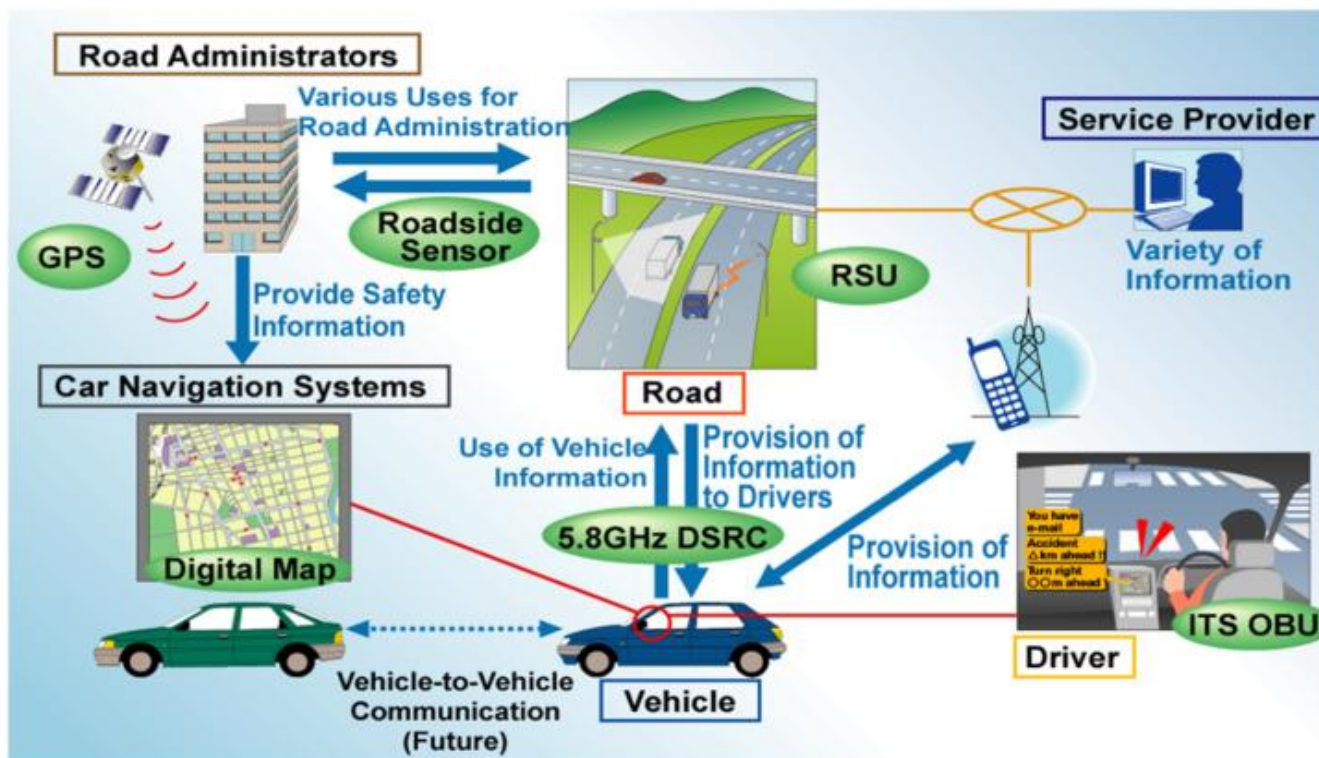 Road Administrators
Various Uses for
Road Administration
Service Provider
GPS
Roadside
Sensor
RSU
Variety of
Information
Provide Safety
Information
Car Navigation Systems
Road
Use of Vehicle
Information
Provision of
Information
to Drivers
5.8GHz DSRC
Digital Map
Provision of
Information
You have
e-mail
Accident
△km ahead !!
Turn right
○○m ahead
ITS OBU
Driver
Vehicle-to-Vehicle
Communication
(Future)
Vehicle